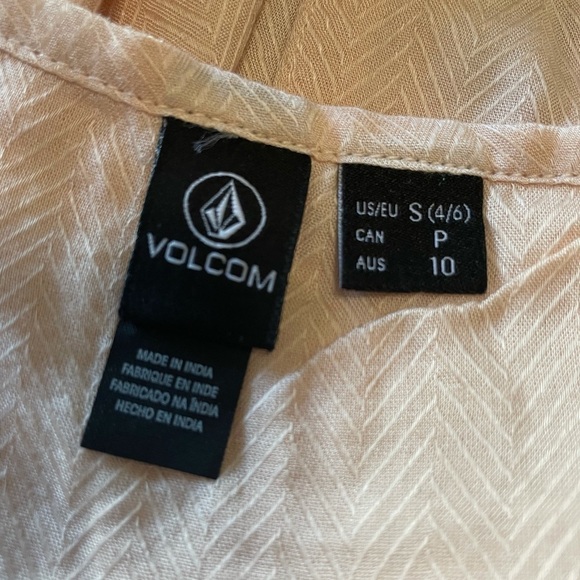 VOLCOM
MADE IN INDIA
FABRIQUE EN INDE
FABRICADO NA ÍNDIA
HECHO EN INDIA
US/EU S (4/6)
CAN P
AUS 10